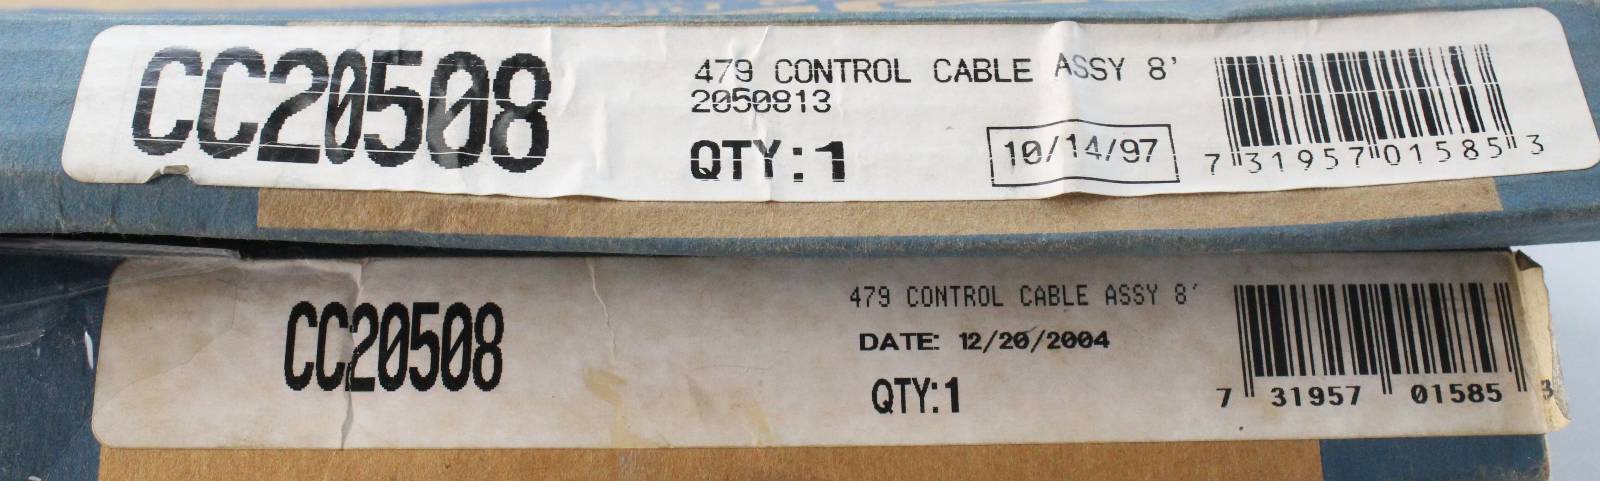 CC20508
479 CONTROL CABLE ASSY 8'
2050813
QTY:1
10/14/97
7 31957 01585 3
CC20508
479 CONTROL CABLE ASSY 8'
DATE: 12/20/2004
QTY:1
7 31957 01585 3